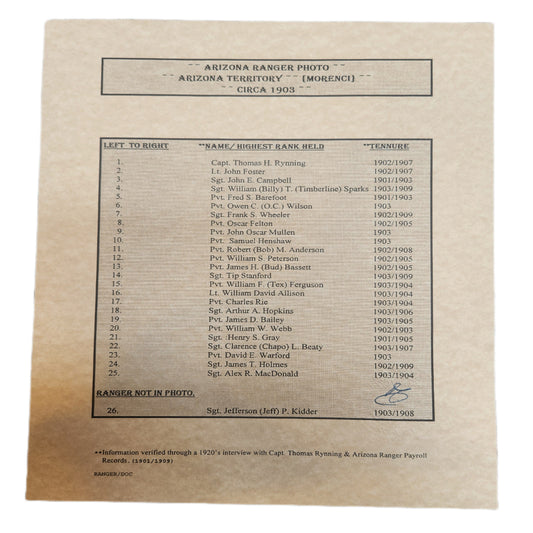 -- ARIZONA RANGER PHOTO --
-- ARIZONA TERRITORY -- {MORENCI} --
-- CIRCA 1903 --
LEFT TO RIGHT **NAME/ HIGHEST RANK HELD **TENNURE
1. Capt. Thomas H. Rynning 1902/1907
2. Lt. John Foster 1902/1907
3. Sgt. John E. Campbell 1901/1903
4. Sgt. William (Billy) T. (Timberline) Sparks 1903/1909
5. Pvt. Fred S. Barefoot 1901/1903
6. Pvt. Owen C. (O.C.) Wilson 1903
7. Sgt. Frank S. Wheeler 1902/1909
8. Pvt. Oscar Felton 1902/1905
9. Pvt. John Oscar Mullen 1903
10. Pvt. Samuel Henshaw 1903
11. Pvt. Robert (Bob) M. Anderson 1902/1908
12. Pvt. William S. Peterson 1902/1905
13. Pvt. James H. (Bud) Bassett 1902/1905
14. Sgt. Tip Stanford 1903/1909
15. Pvt. William F. (Tex) Ferguson 1903/1904
16. Lt. William David Allison 1903/1904
17. Pvt. Charles Rie 1903/1904
18. Sgt. Arthur A. Hopkins 1903/1906
19. Pvt. James D. Bailey 1903/1905
20. Pvt. William W. Webb 1902/1903
21. Sgt. :Henry S. Gray 1901/1905
22. Sgt. Clarence (Chapo) L. Beaty 1903/1907
23. Pvt. David E. Warford 1903
24. Sgt. James T. Holmes 1902/1909
25. Sgt. Alex R. MacDonald 1903/1904
RANGER NOT IN PHOTO.
26. Sgt. Jefferson (Jeff) P. Kidder 1903/1908
**Information verified through a 1920's interview with Capt. Thomas Rynning & Arizona Ranger Payroll
Records. (1901/1909)
RANGER/DOC